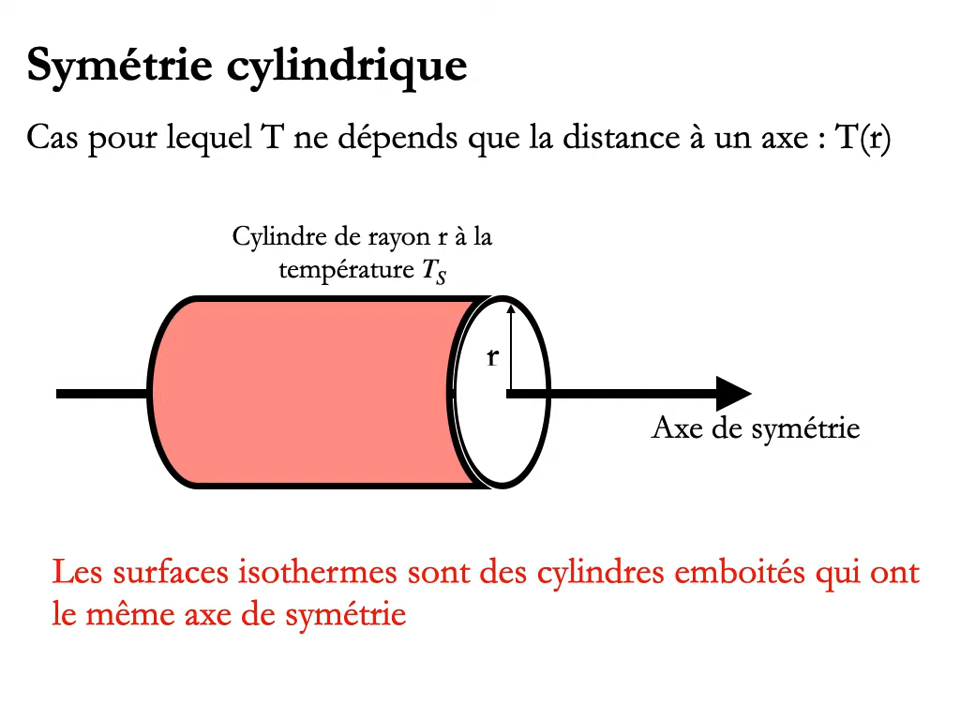 Symétrie cylindrique
Cas pour lequel T ne dépends que la distance à un axe : T(r)
Cylindre de rayon r à la
température T_S
r
Axe de symétrie
Les surfaces isothermes sont des cylindres emboités qui ont
le même axe de symétrie